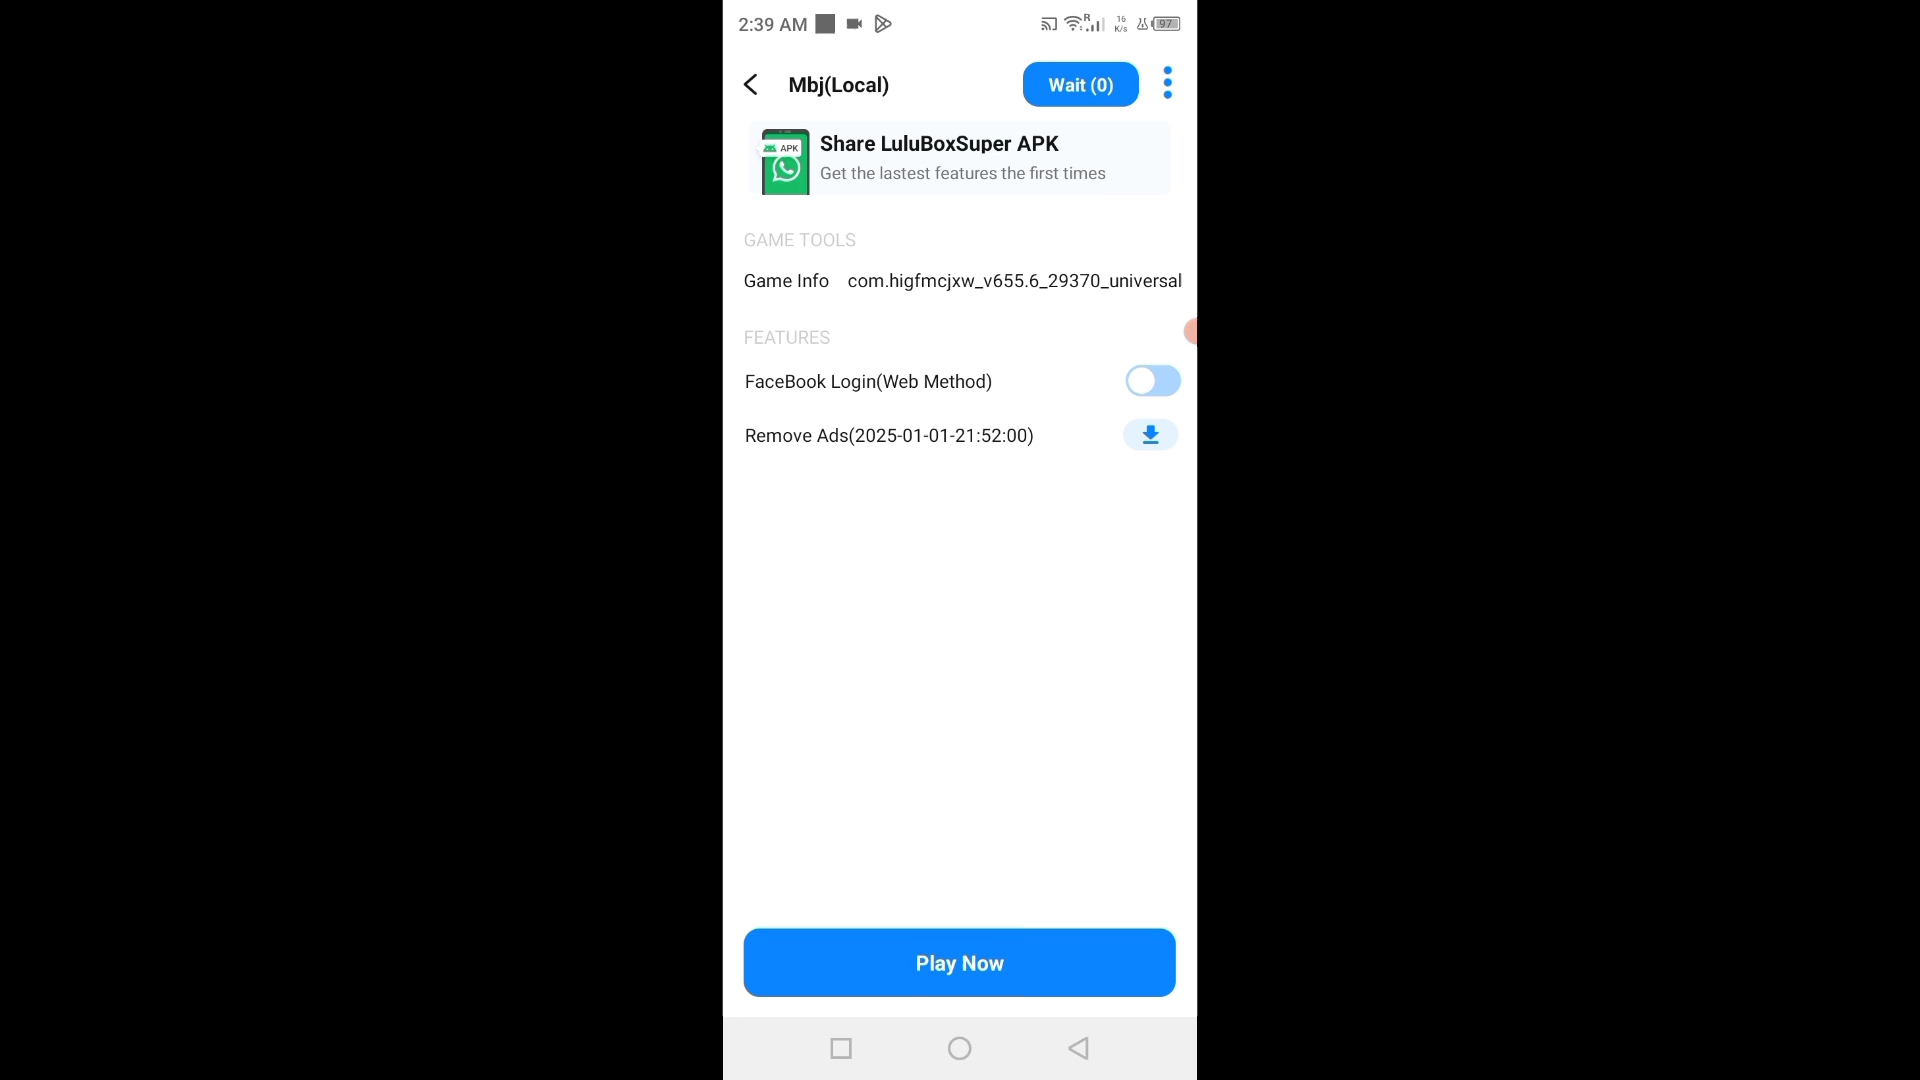 2:39 AM
R
16
K/s
97
Mbj(Local)
Wait (0)
APK
Share LuluBoxSuper APK
Get the lastest features the first times
GAME TOOLS
Game Info com.higfmcjxw_v655.6_29370_universal
FEATURES
FaceBook Login(Web Method)
Remove Ads(2025-01-01-21:52:00)
Play Now